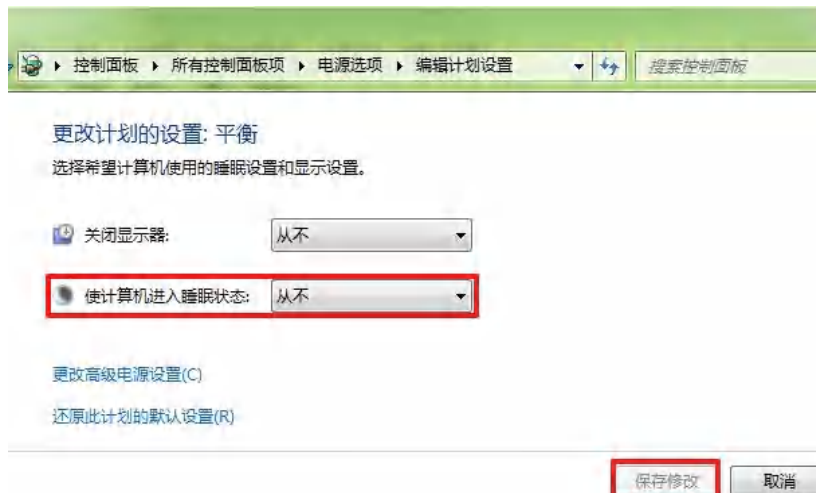 控制面板 ▸ 所有控制面板项 ▸ 电源选项 ▸ 编辑计划设置 搜索控制面板
更改计划的设置: 平衡
选择希望计算机使用的睡眠设置和显示设置。
关闭显示器: 从不
使计算机进入睡眠状态: 从不
更改高级电源设置(C)
还原此计划的默认设置(R)
保存修改 取消